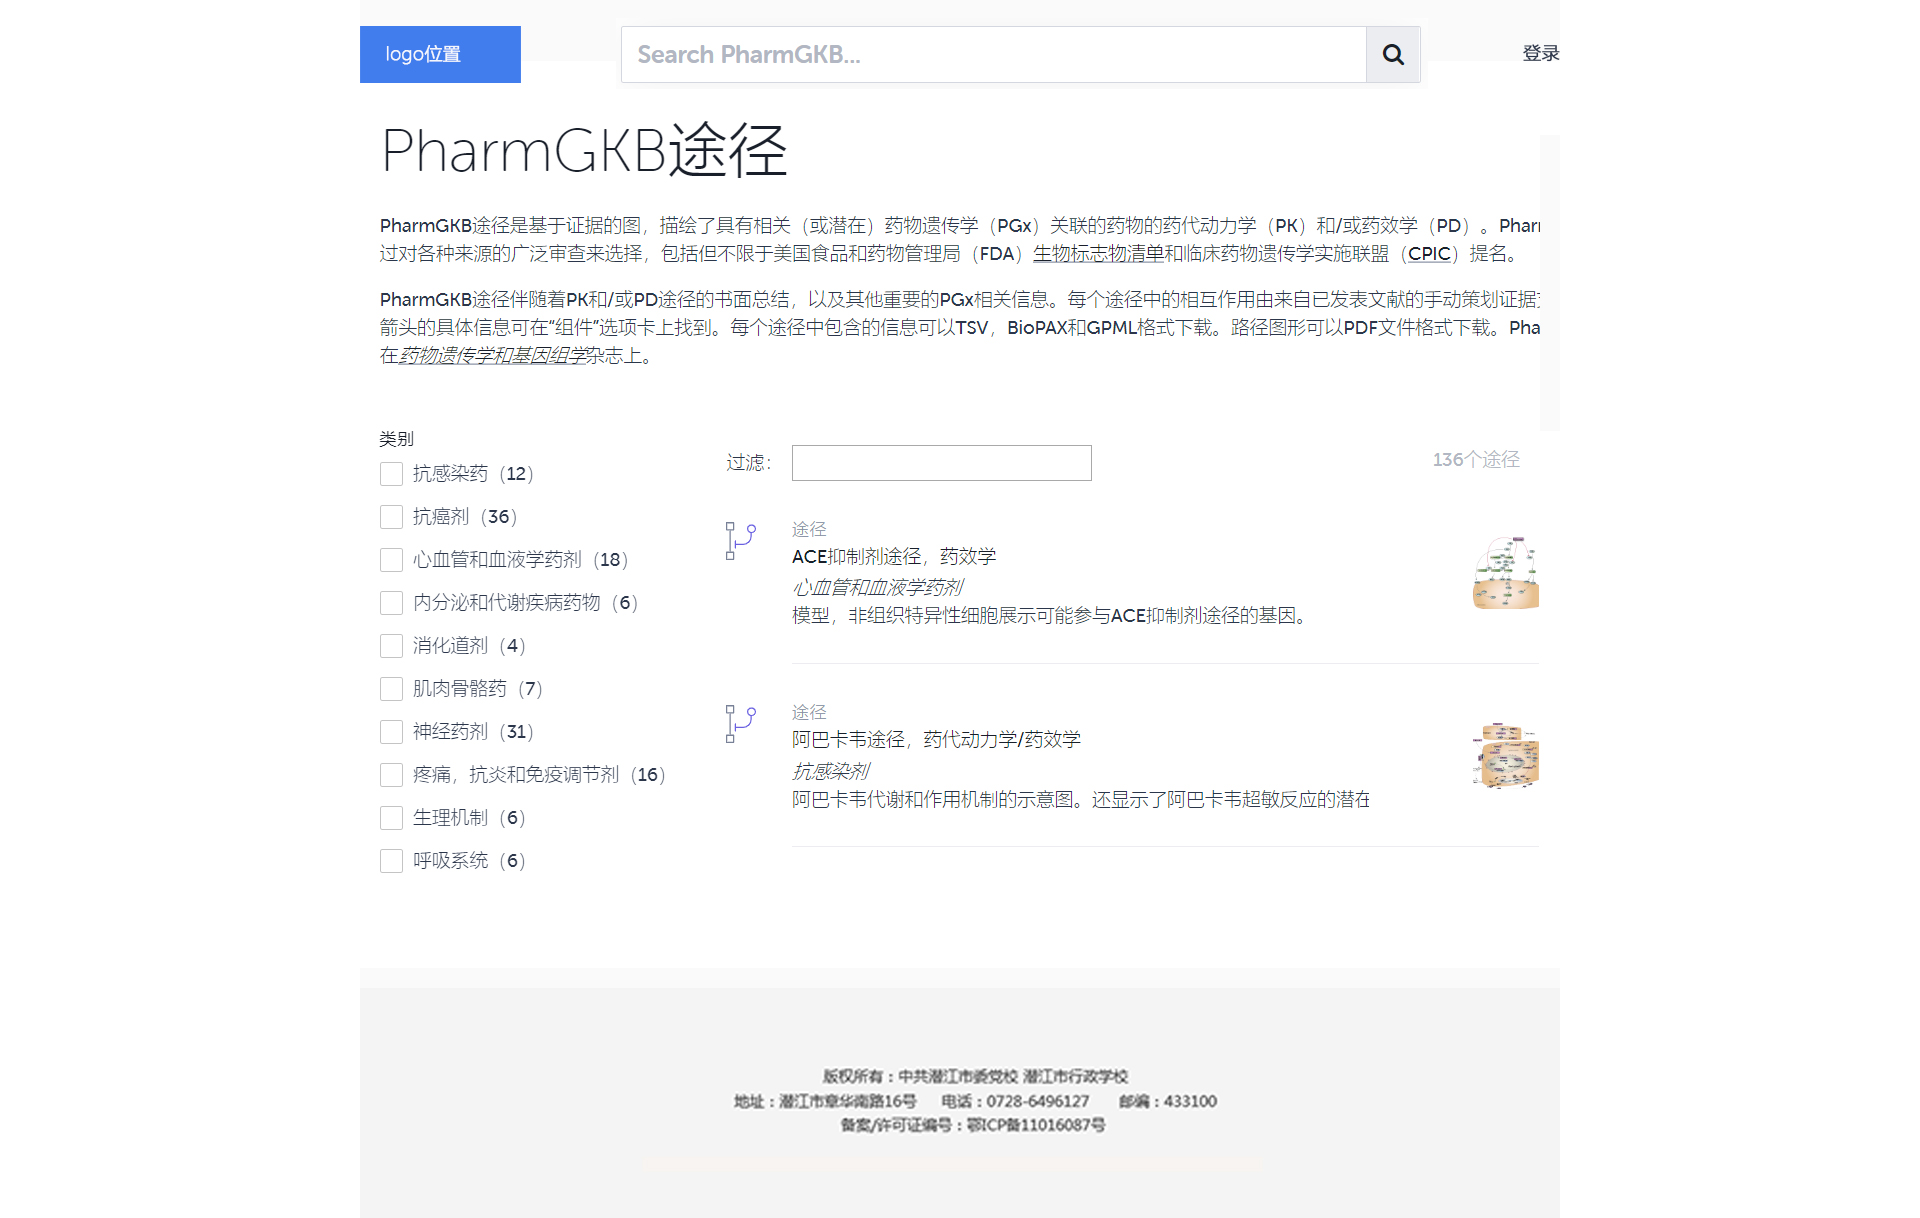 logo位置
Search PharmGKB...
登录
PharmGKB途径
PharmGKB途径是基于证据的图，描绘了具有相关（或潜在）药物遗传学（PGx）关联的药物的药代动力学（PK）和/或药效学（PD）。Phar
过对各种来源的广泛审查来选择，包括但不限于美国食品和药物管理局（FDA）生物标志物清单和临床药物遗传学实施联盟（CPIC）提名。
PharmGKB途径伴随着PK和/或PD途径的书面总结，以及其他重要的PGx相关信息。每个途径中的相互作用由来自已发表文献的手动策划证据
箭头的具体信息可在“组件”选项卡上找到。每个途径中包含的信息可以TSV，BioPAX和GPML格式下载。路径图形可以PDF文件格式下载。Pha
在药物遗传学和基因组学杂志上。
类别
抗感染药（12）
抗癌剂（36）
心血管和血液学药剂（18）
内分泌和代谢疾病药物（6）
消化道剂（4）
肌肉骨骼药（7）
神经药剂（31）
疼痛，抗炎和免疫调节剂（16）
生理机制（6）
呼吸系统（6）
过滤：
136个途径
途径
ACE抑制剂途径，药效学
心血管和血液学药剂
模型，非组织特异性细胞展示可能参与ACE抑制剂途径的基因。
途径
阿巴卡韦途径，药代动力学/药效学
抗感染剂
阿巴卡韦代谢和作用机制的示意图。还显示了阿巴卡韦超敏反应的潜在
版权所有：中共潜江市委党校 潜江市行政学校
地址：潜江市章华南路16号 电话：0728-6496127 邮编：433100
备案/许可证编号：鄂ICP备11016087号